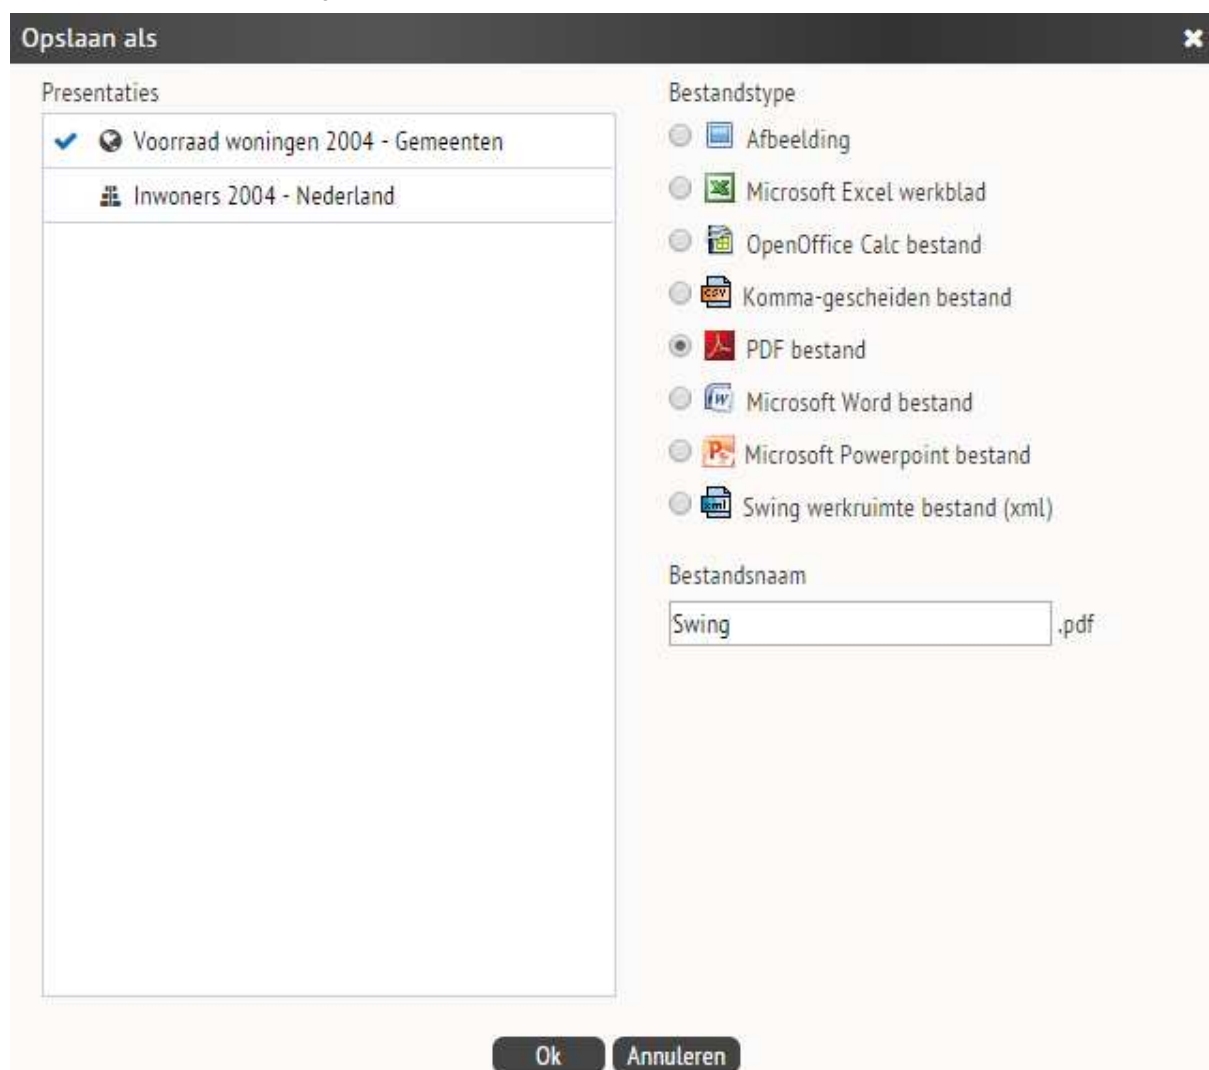 Opslaan als
Presentaties
Voorraad woningen 2004 - Gemeenten
Inwoners 2004 - Nederland
Bestandstype
Afbeelding
Microsoft Excel werkblad
OpenOffice Calc bestand
CSV Komma-gescheiden bestand
PDF bestand
Microsoft Word bestand
Microsoft Powerpoint bestand
xml Swing werkruimte bestand (xml)
Bestandsnaam
Swing .pdf
Ok Annuleren